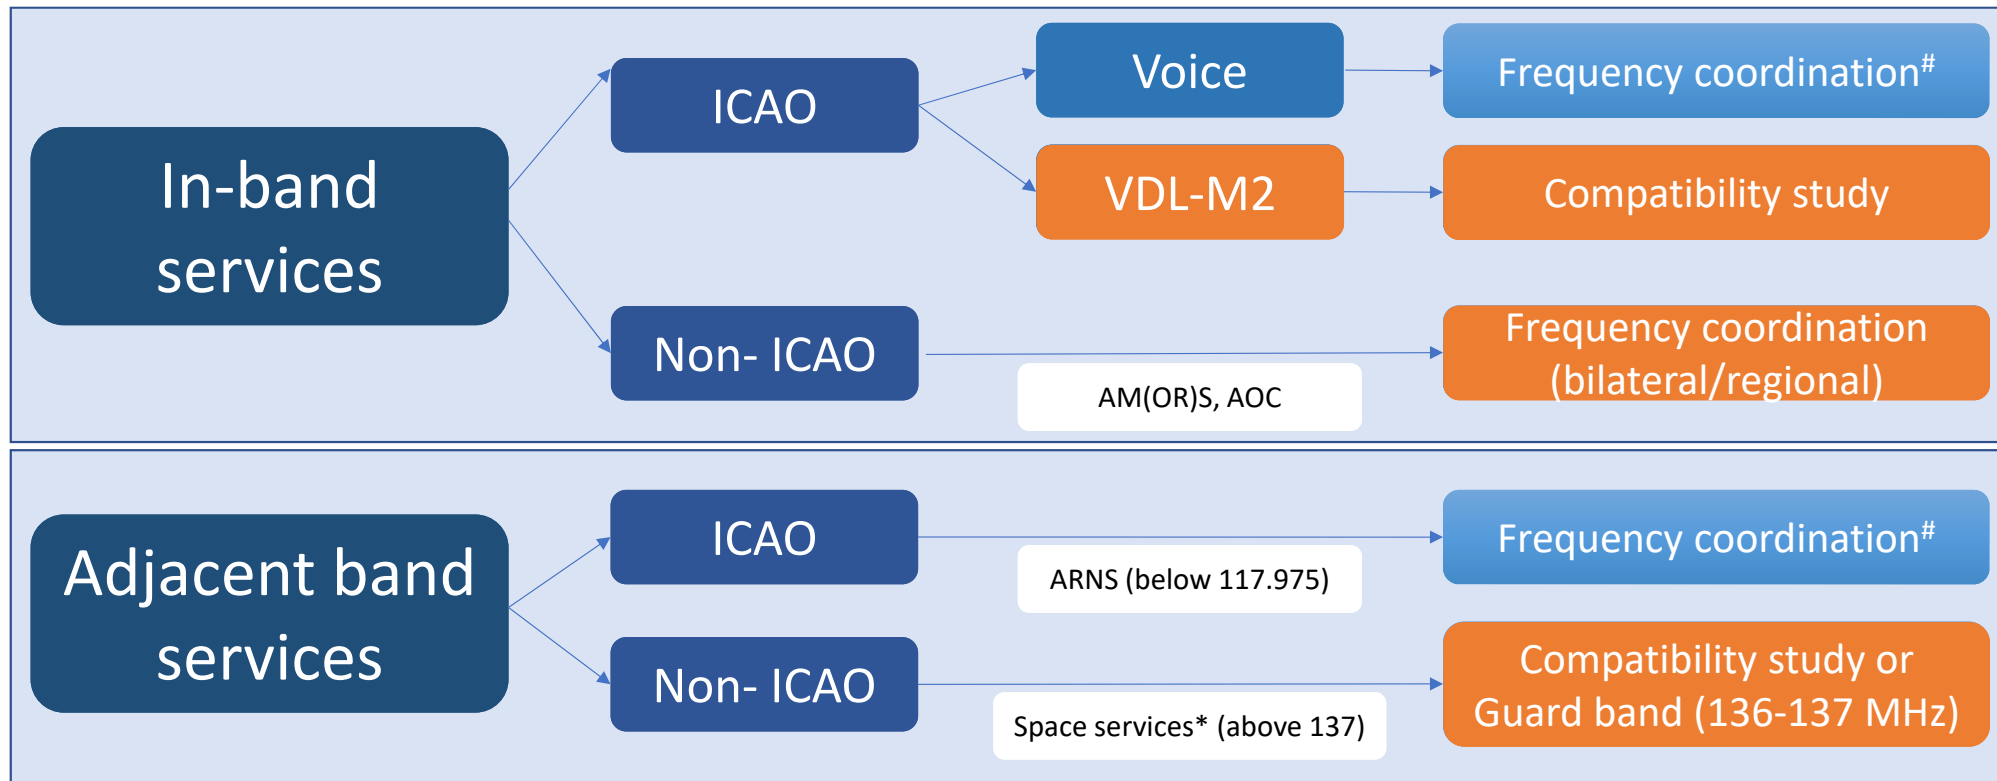 In-band
services
ICAO
Voice
Frequency coordination#
VDL-M2
Compatibility study
Non- ICAO
AM(OR)S, AOC
Frequency coordination
(bilateral/regional)
Adjacent band
services
ICAO
ARNS (below 117.975)
Frequency coordination#
Non- ICAO
Space services* (above 137)
Compatibility study or
Guard band (136-137 MHz)